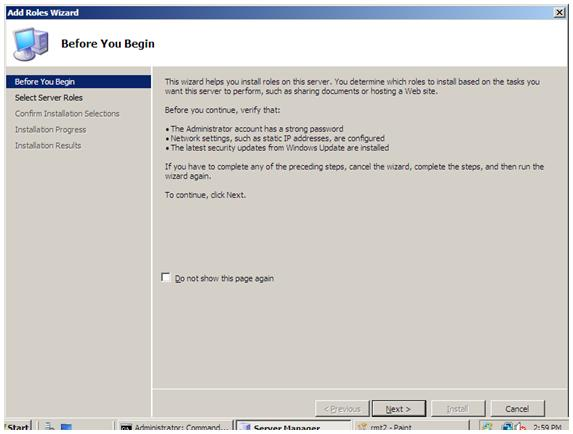 Add Roles Wizard
Before You Begin
Before You Begin
Select Server Roles
Confirm Installation Selections
Installation Progress
Installation Results
This wizard helps you install roles on this server. You determine which roles to install based on the tasks you
want this server to perform, such as sharing documents or hosting a Web site.
Before you continue, verify that:
• The Administrator account has a strong password
• Network settings, such as static IP addresses, are configured
• The latest security updates from Windows Update are installed
If you have to complete any of the preceding steps, cancel the wizard, complete the steps, and then run the
wizard again.
To continue, click Next.
Do not show this page again
< Previous
Next >
Install
Cancel
Start
Administrator: Command...
Server Manager
rmt2 - Paint
2:59 PM